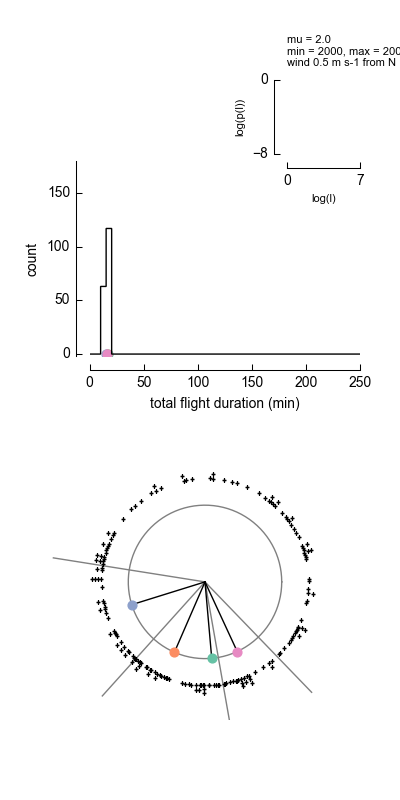 mu = 2.0
min = 2000, max = 200
wind 0.5 m s-1 from N
0
log(p(l))
−8
0 7
log(l)
150
100
50
0
count
0 50 100 150 200 250
total flight duration (min)